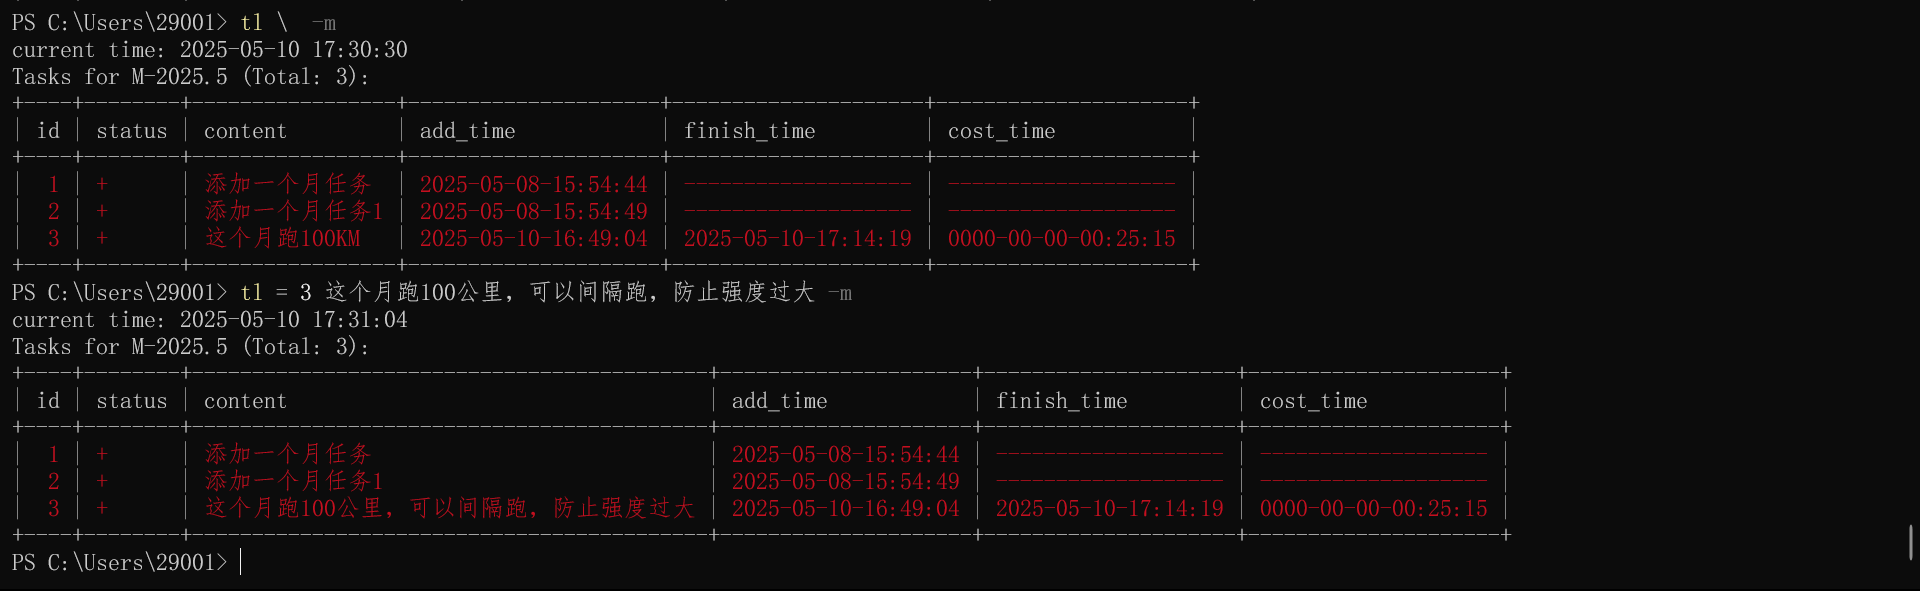 PS C:\Users\29001> tl \  -m
current time: 2025-05-10 17:30:30
Tasks for M-2025.5 (Total: 3):
+----+--------+-----------------+---------------------+---------------------+---------------------+
| id | status | content         | add_time            | finish_time         | cost_time           |
+----+--------+-----------------+---------------------+---------------------+---------------------+
|  1 | +      | 添加一个月任务  | 2025-05-08-15:54:44 | ------------------- | ------------------- |
|  2 | +      | 添加一个月任务1 | 2025-05-08-15:54:49 | ------------------- | ------------------- |
|  3 | +      | 这个月跑100KM   | 2025-05-10-16:49:04 | 2025-05-10-17:14:19 | 0000-00-00-00:25:15 |
+----+--------+-----------------+---------------------+---------------------+---------------------+
PS C:\Users\29001> tl = 3 这个月跑100公里，可以间隔跑，防止强度过大 -m
current time: 2025-05-10 17:31:04
Tasks for M-2025.5 (Total: 3):
+----+--------+-------------------------------------------+---------------------+---------------------+---------------------+
| id | status | content                                   | add_time            | finish_time         | cost_time           |
+----+--------+-------------------------------------------+---------------------+---------------------+---------------------+
|  1 | +      | 添加一个月任务                            | 2025-05-08-15:54:44 | ------------------- | ------------------- |
|  2 | +      | 添加一个月任务1                           | 2025-05-08-15:54:49 | ------------------- | ------------------- |
|  3 | +      | 这个月跑100公里，可以间隔跑，防止强度过大 | 2025-05-10-16:49:04 | 2025-05-10-17:14:19 | 0000-00-00-00:25:15 |
+----+--------+-------------------------------------------+---------------------+---------------------+---------------------+
PS C:\Users\29001>